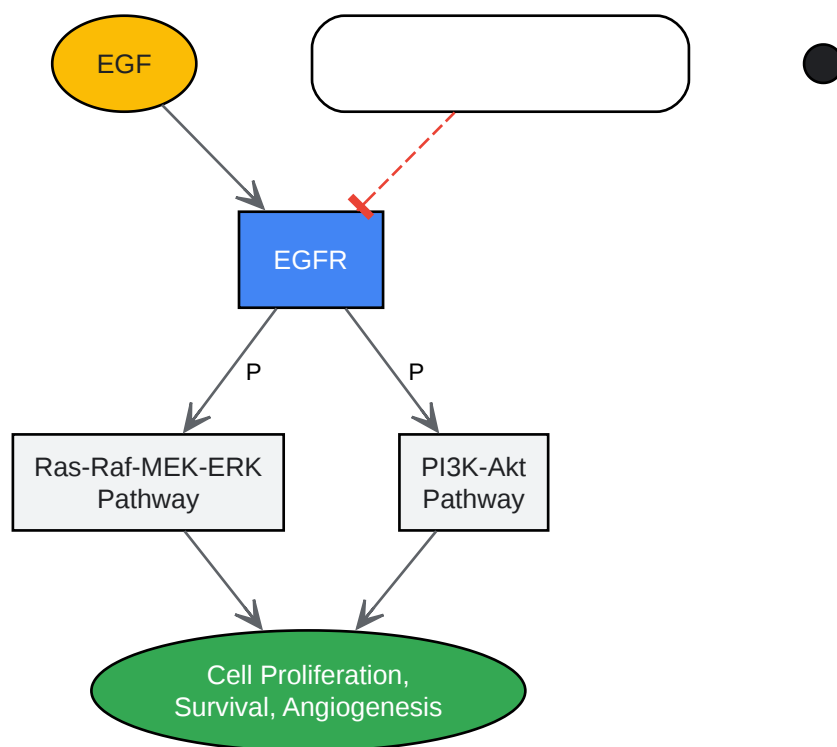 EGF
EGFR
P
P
Ras-Raf-MEK-ERK
Pathway
PI3K-Akt
Pathway
Cell Proliferation,
Survival, Angiogenesis